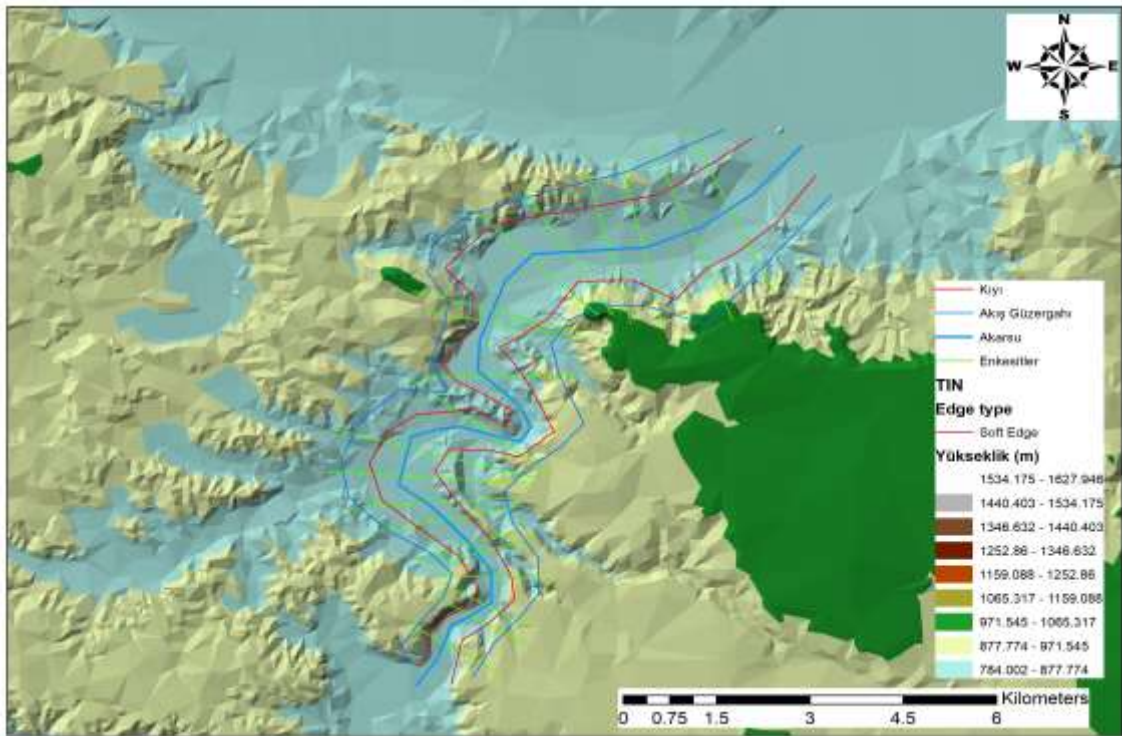 N
W E
S
Kıyı
Akış Güzergahı
Akarsu
Enkesitler
TIN
Edge type
Soft Edge
Yükseklik (m)
1534.175 - 1627.946
1440.403 - 1534.175
1346.632 - 1440.403
1252.86 - 1346.632
1159.088 - 1252.86
1065.317 - 1159.088
971.545 - 1065.317
877.774 - 971.545
784.002 - 877.774
Kilometers
0 0.75 1.5 3 4.5 6